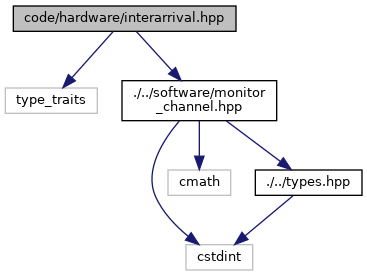 code/hardware/interarrival.hpp
type_traits
./../software/monitor
_channel.hpp
cmath
./../types.hpp
cstdint